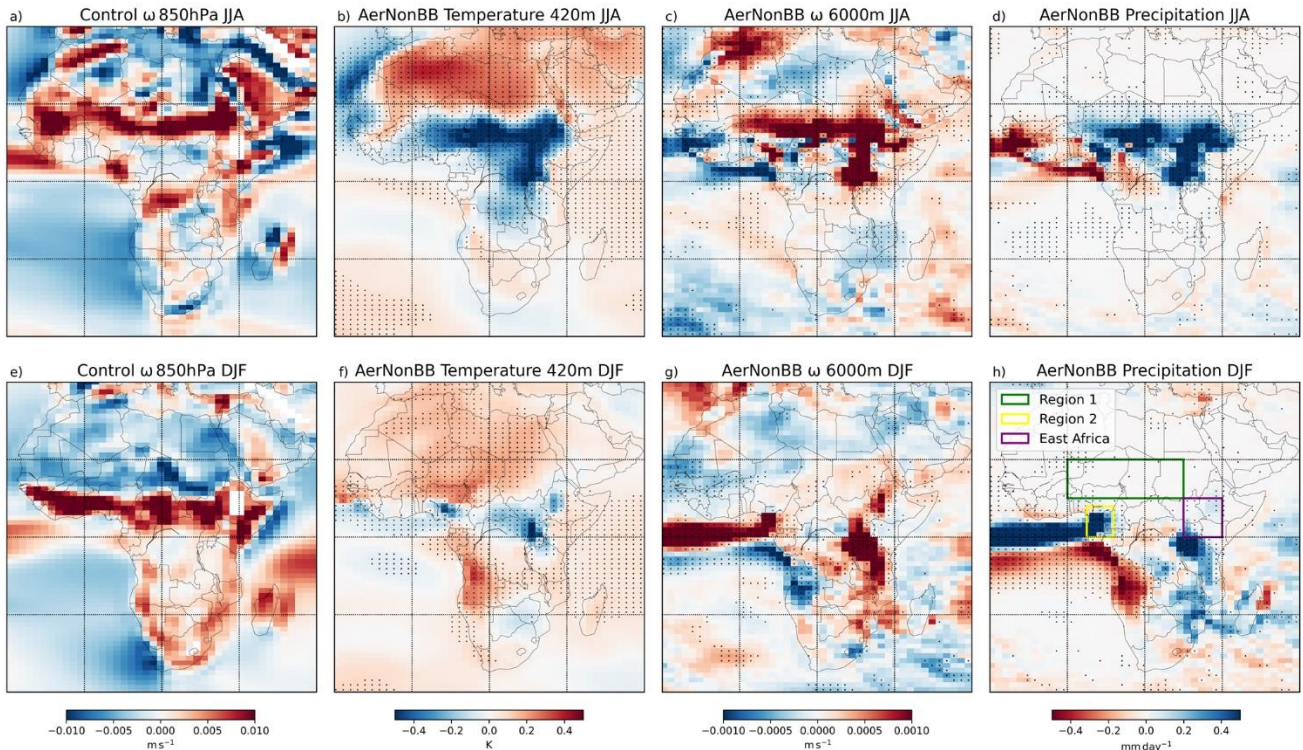 a) Control ω 850hPa JJA
b) AerNonBB Temperature 420m JJA
c) AerNonBB ω 6000m JJA
d) AerNonBB Precipitation JJA
e) Control ω 850hPa DJF
f) AerNonBB Temperature 420m DJF
g) AerNonBB ω 6000m DJF
h) AerNonBB Precipitation DJF
Region 1
Region 2
East Africa
−0.010 −0.005 0.000 0.005 0.010
m s⁻¹
−0.4 −0.2 0.0 0.2 0.4
K
−0.0010 −0.0005 0.0000 0.0005 0.0010
m s⁻¹
−0.4 −0.2 0.0 0.2 0.4
mm day⁻¹